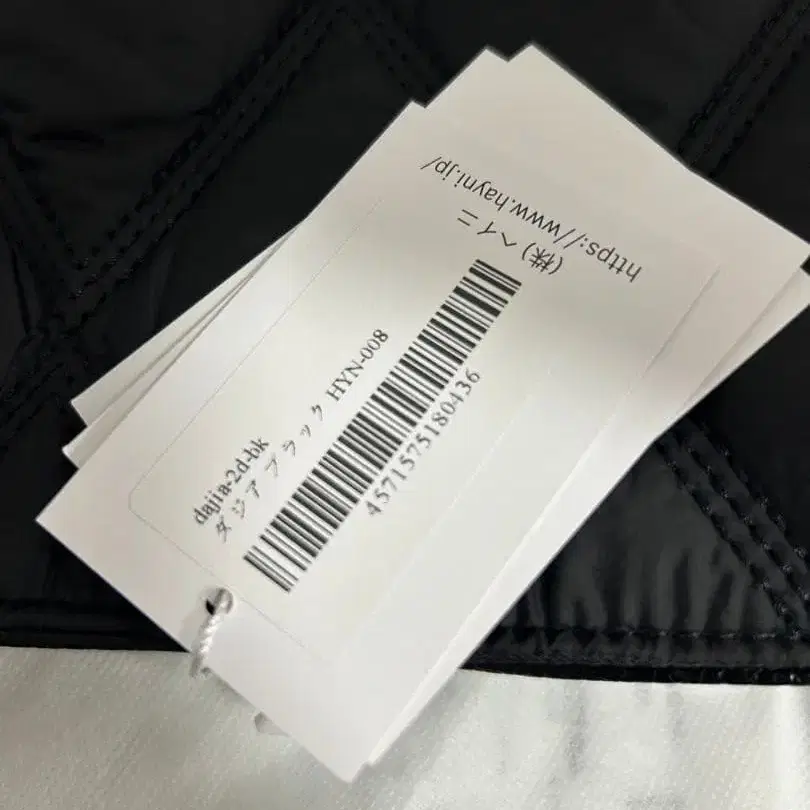 dajia-2d-bk
ダジア ブラック HYN-008
4571575180436
(株)ヘイニ
https://www.hayni.jp/